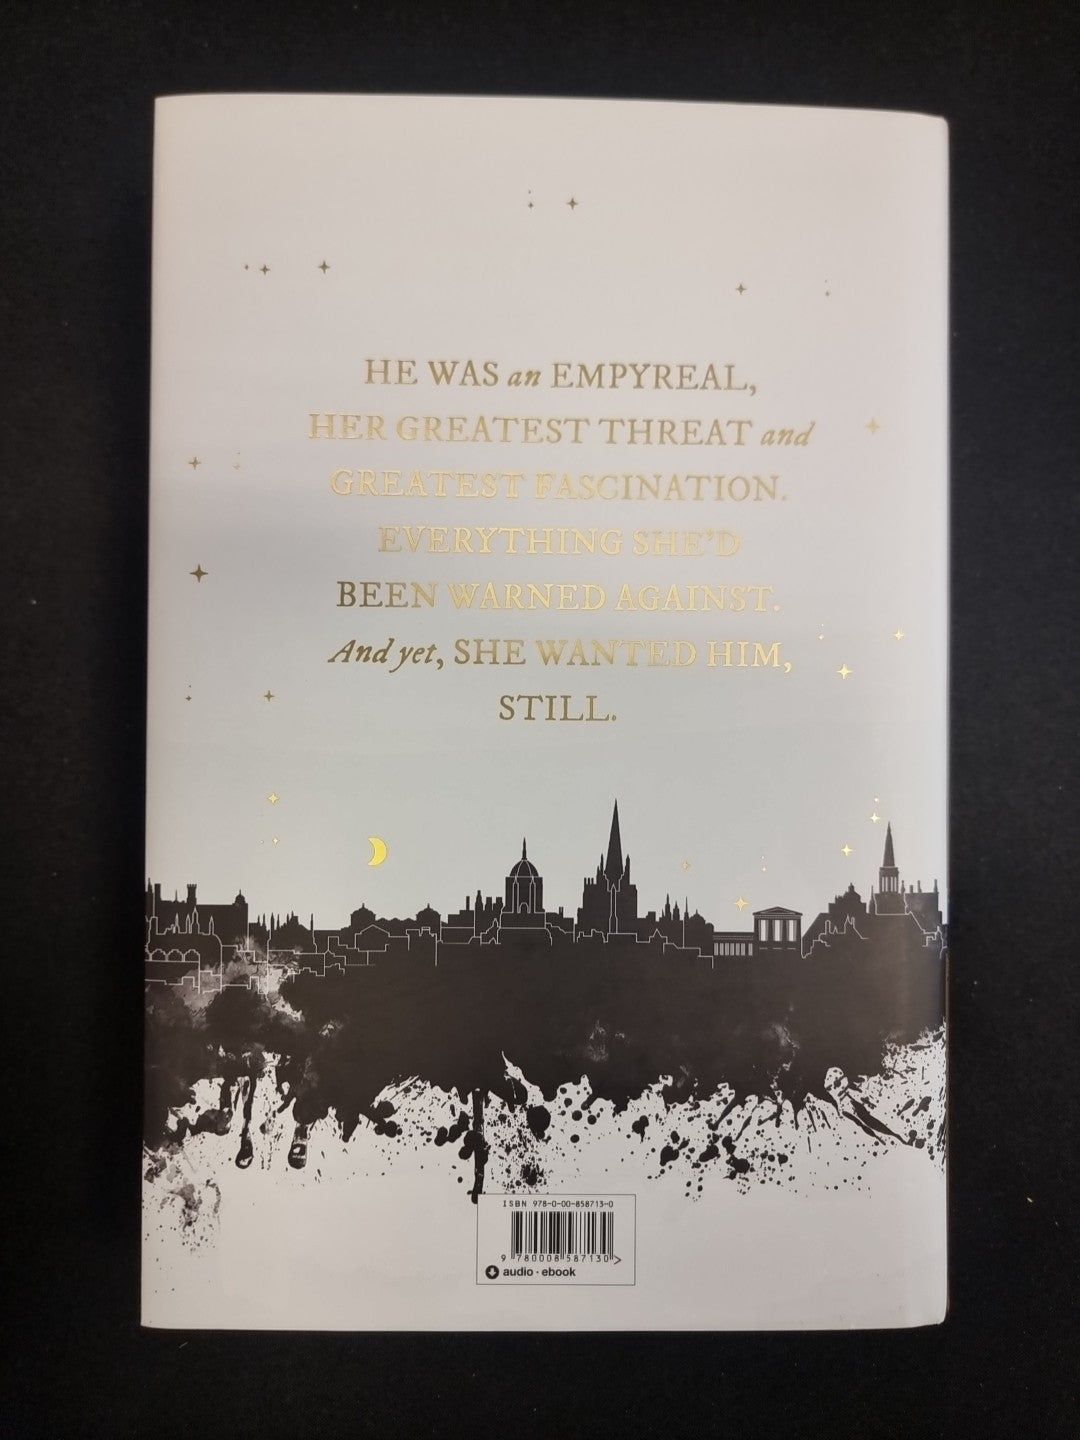 HE WAS an EMPYREAL,
HER GREATEST THREAT and
GREATEST FASCINATION.
EVERYTHING SHE'D
BEEN WARNED AGAINST.
And yet, SHE WANTED HIM,
STILL.
ISBN 978-0-00-858713-0
9 780008 587130 >
audio · ebook